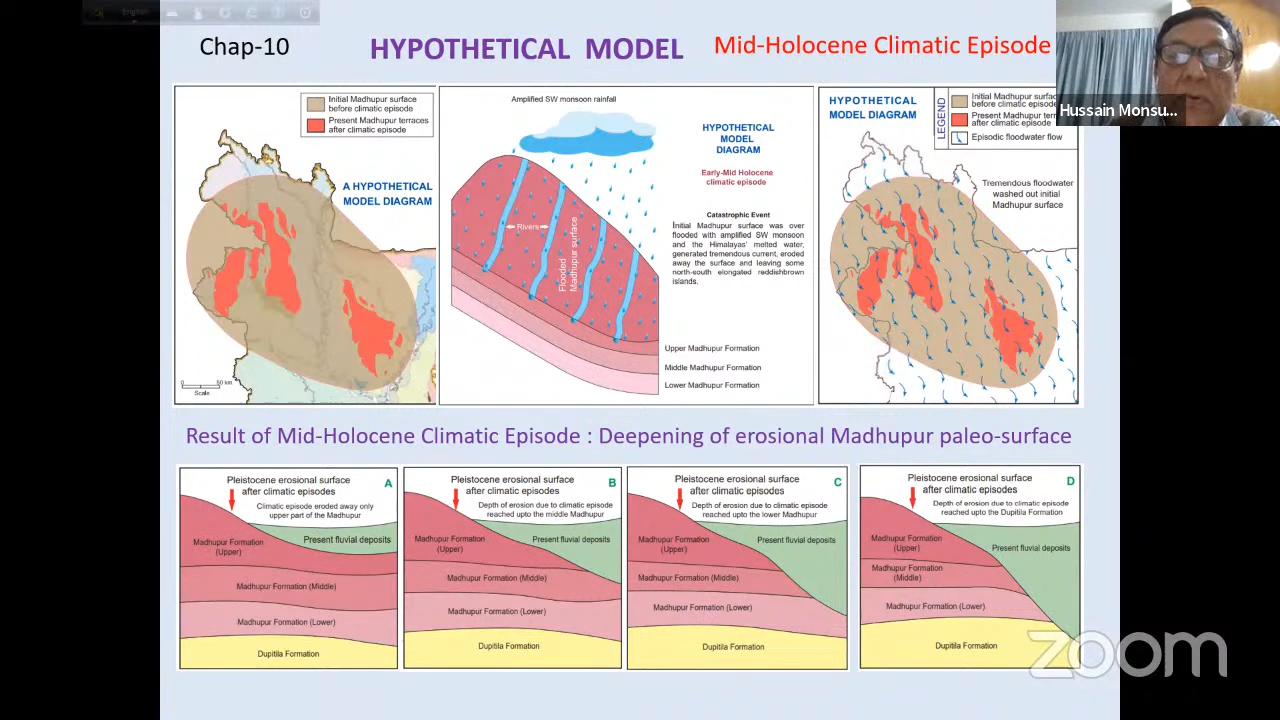 English
Chap-10
HYPOTHETICAL MODEL
Mid-Holocene Climatic Episode
Hussain Monsu...
Initial Madhupur surface
before climatic episode
Present Madhupur terraces
after climatic episode
A HYPOTHETICAL
MODEL DIAGRAM
0 50 km
Scale
Amplified SW monsoon rainfall
HYPOTHETICAL
MODEL
DIAGRAM
Early-Mid Holocene
climatic episode
Catastrophic Event
Initial Madhupur surface was over
flooded with amplified SW monsoon
and the Himalayas' melted water,
generated tremendous current, eroded
away the surface and leaving some
north-south elongated reddishbrown
islands.
Rivers
Flooded
Madhupur surface
Upper Madhupur Formation
Middle Madhupur Formation
Lower Madhupur Formation
HYPOTHETICAL
MODEL DIAGRAM
LEGEND
Initial Madhupur surfac
before climatic episode
Present Madhupur terr
after climatic episode
Episodic floodwater flow
Tremendous floodwater
washed out initial
Madhupur surface
Result of Mid-Holocene Climatic Episode : Deepening of erosional Madhupur paleo-surface
Pleistocene erosional surface
after climatic episodes
A
Climatic episode eroded away only
upper part of the Madhupur
Madhupur Formation
(Upper)
Present fluvial deposits
Madhupur Formation (Middle)
Madhupur Formation (Lower)
Dupitila Formation
Pleistocene erosional surface
after climatic episodes
B
Depth of erosion due to climatic episode
reached upto the middle Madhupur
Madhupur Formation
(Upper)
Present fluvial deposits
Madhupur Formation (Middle)
Madhupur Formation (Lower)
Dupitila Formation
Pleistocene erosional surface
after climatic episodes
C
Depth of erosion due to climatic episode
reached upto the lower Madhupur
Madhupur Formation
(Upper)
Present fluvial deposits
Madhupur Formation (Middle)
Madhupur Formation (Lower)
Dupitila Formation
Pleistocene erosional surface
after climatic episodes
D
Depth of erosion due to climatic episode
reached upto the Dupitila Formation
Madhupur Formation
(Upper)
Present fluvial deposits
Madhupur Formation
(Middle)
Madhupur Formation (Lower)
Dupitila Formation
zoom